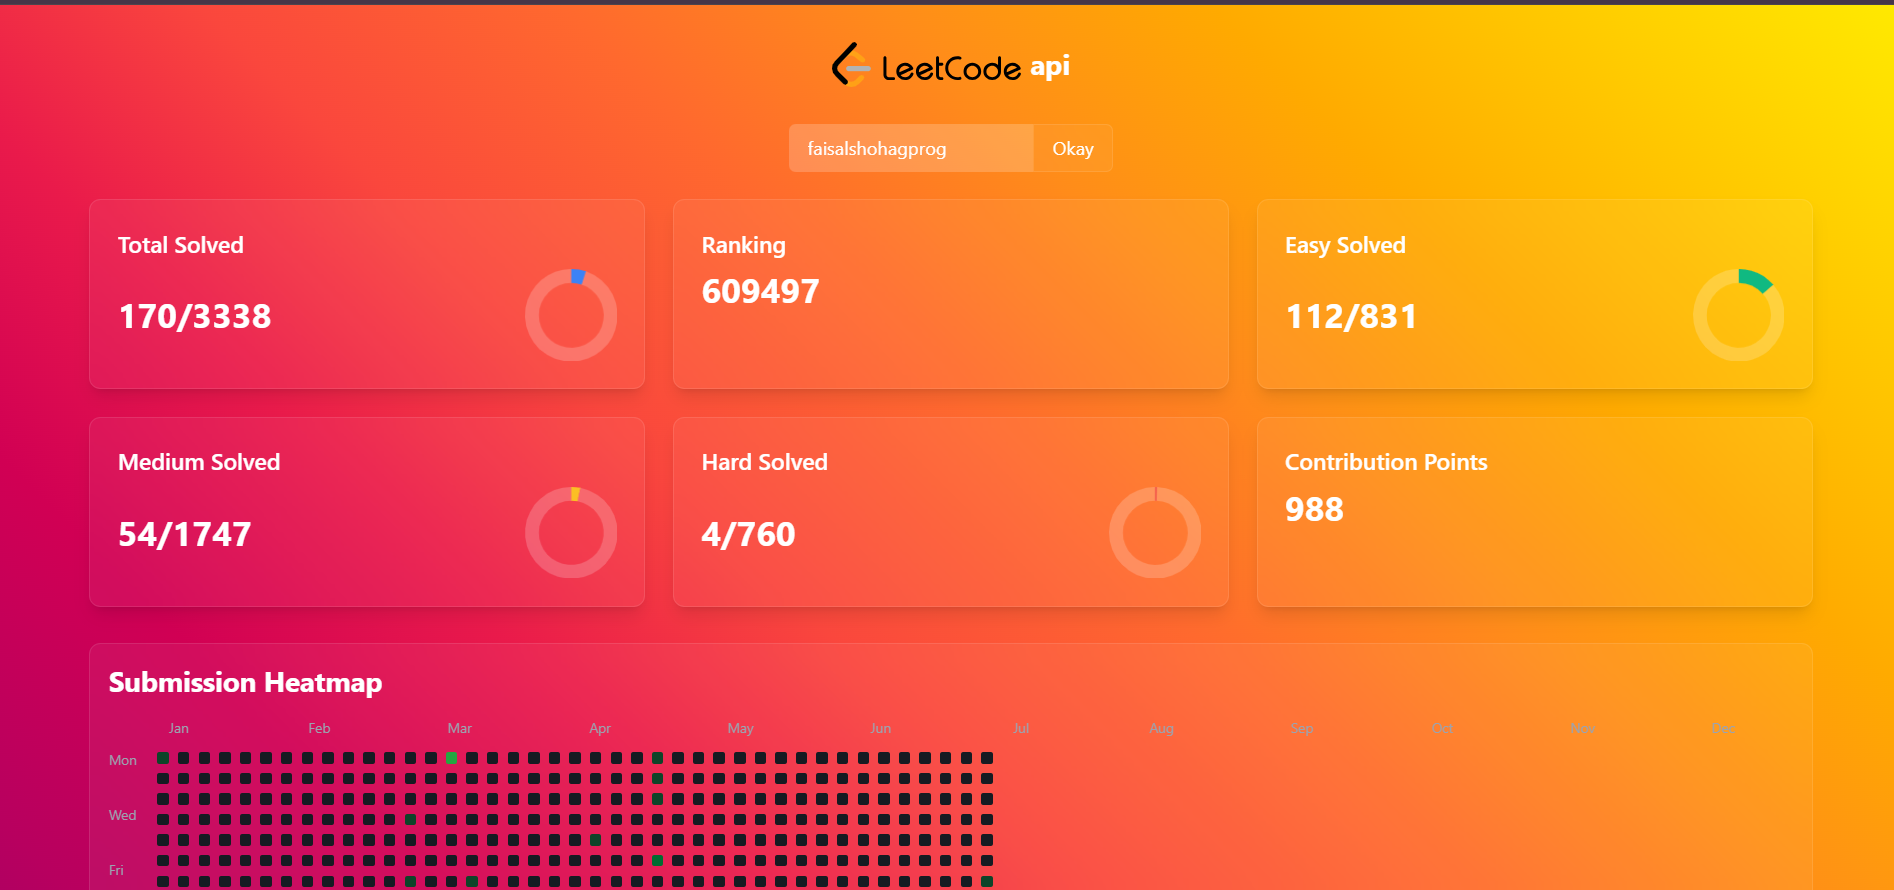 LeetCode api
faisalshohagprog Okay
Total Solved
170/3338
Ranking
609497
Easy Solved
112/831
Medium Solved
54/1747
Hard Solved
4/760
Contribution Points
988
Submission Heatmap
Jan Feb Mar Apr May Jun Jul Aug Sep Oct Nov Dec
Mon
Wed
Fri